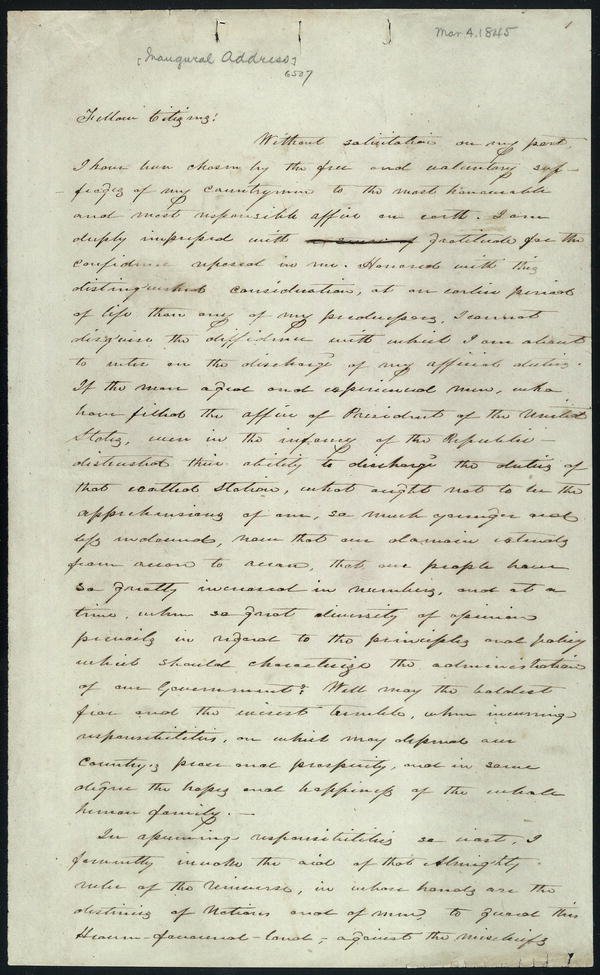 1
Mar 4. 1845
[Inaugural Address]
6507
Fellow Citizens:
Without solicitation on my part,
I have been chosen by the free and voluntary suf-
frages of my Countrymen to the most honourable
and most responsible office on earth. I am
deeply impressed with gratitude for the
confidence reposed in me. Honored with this
distinguished consideration, at an earlier period
of life than any of my predecessors, I cannot
disguise the diffidence with which I am about
to enter on the discharge of my official duties.
If the more aged and experienced men, who
have filled the office of President of the United
States, even in the infancy of the Republic-
distrusted their ability to discharge the duties of
that exalted station, what ought not to be the
apprehensions of one, so much younger and
less endowed, now that our domain extends
from ocean to ocean, that our people have
so greatly increased in numbers, and at a
time, when so great diversity of opinion
prevails in regard to the principles and policy
which should characterize the administration
of our Government? Well may the boldest
fear and the wisest tremble, when incurring
responsibilities, on which may depend our
Country's peace and prosperity, and in some
degree the hopes and happiness of the whole
human family. -
In assuming responsibilities so vast, I
fervently invoke the aid of that Almighty
ruler of the Universe, in whose hands are the
destinies of Nations and of men, to guard this
Heaven-favoured-land, against the mischiefs